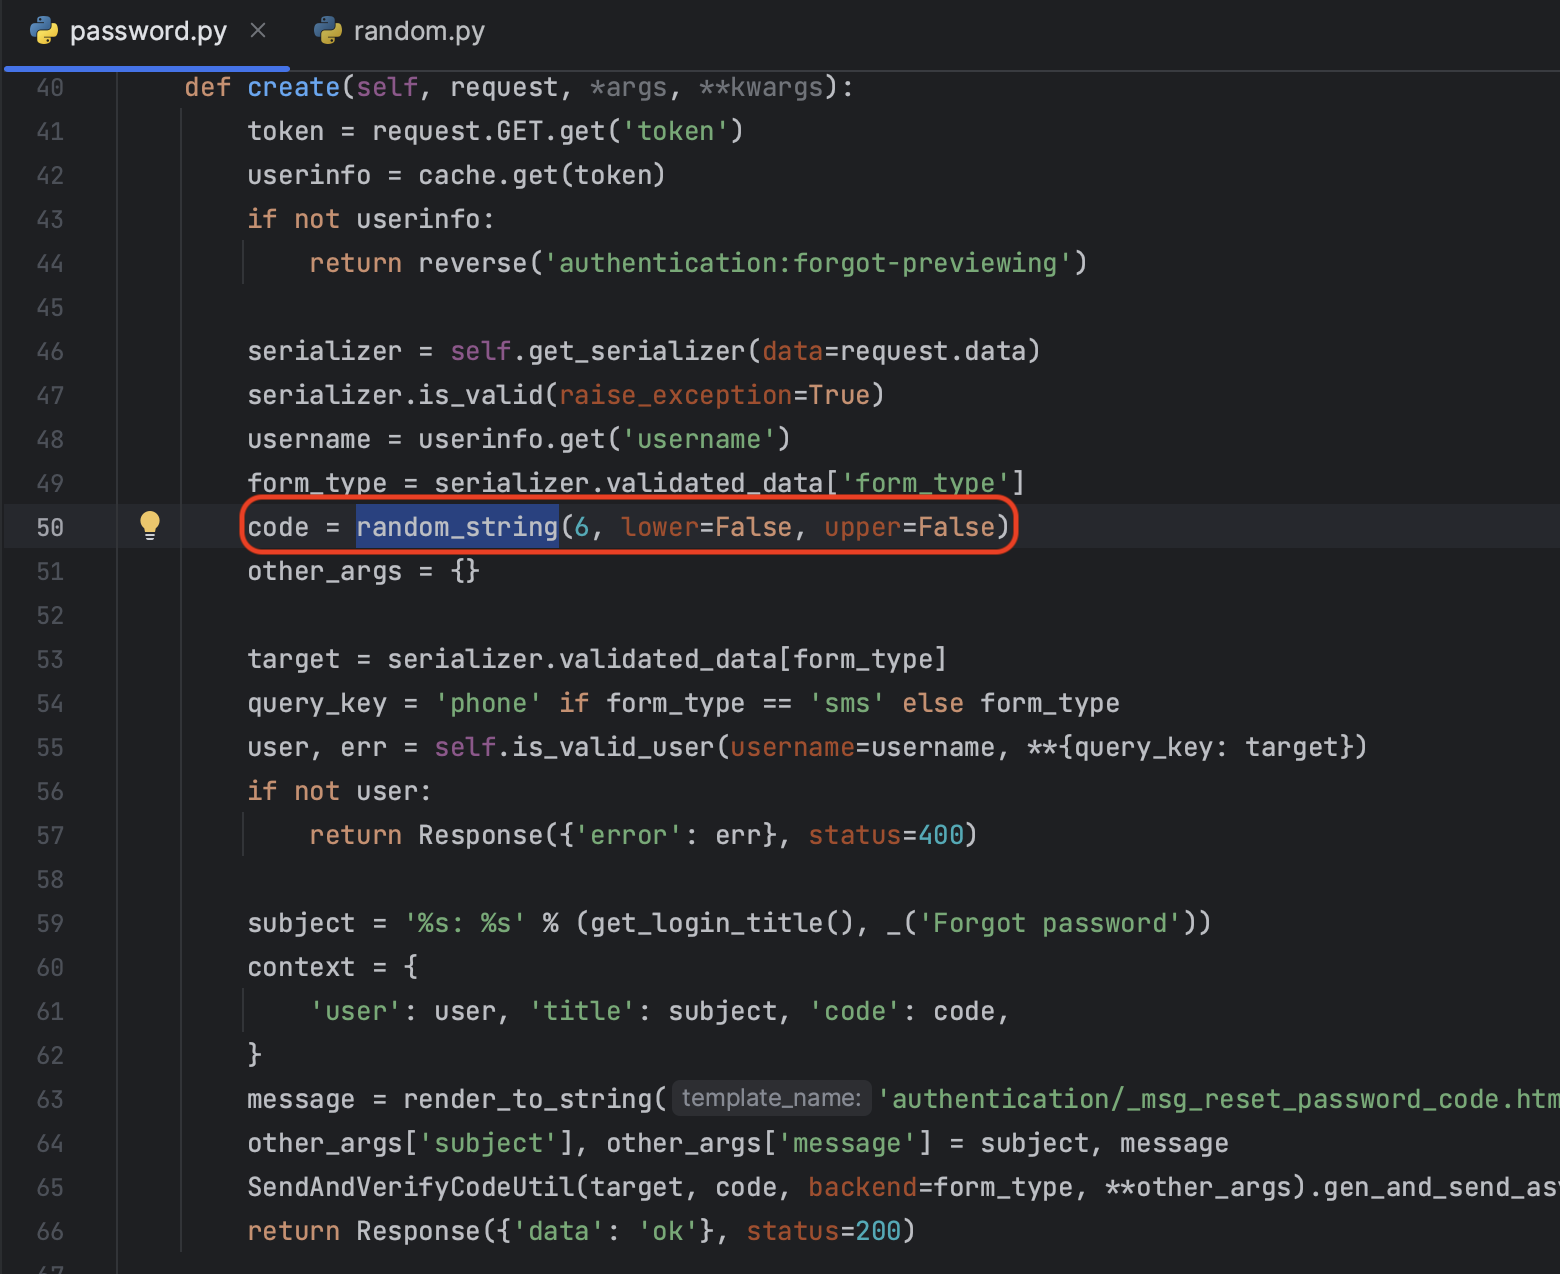 password.py
random.py
40 def create(self, request, *args, **kwargs):
41 token = request.GET.get('token')
42 userinfo = cache.get(token)
43 if not userinfo:
44 return reverse('authentication:forgot-previewing')
45
46 serializer = self.get_serializer(data=request.data)
47 serializer.is_valid(raise_exception=True)
48 username = userinfo.get('username')
49 form_type = serializer.validated_data['form_type']
50 code = random_string(6, lower=False, upper=False)
51 other_args = {}
52
53 target = serializer.validated_data[form_type]
54 query_key = 'phone' if form_type == 'sms' else form_type
55 user, err = self.is_valid_user(username=username, **{query_key: target})
56 if not user:
57 return Response({'error': err}, status=400)
58
59 subject = '%s: %s' % (get_login_title(), _('Forgot password'))
60 context = {
61 'user': user, 'title': subject, 'code': code,
62 }
63 message = render_to_string( template_name: 'authentication/_msg_reset_password_code.htm
64 other_args['subject'], other_args['message'] = subject, message
65 SendAndVerifyCodeUtil(target, code, backend=form_type, **other_args).gen_and_send_as
66 return Response({'data': 'ok'}, status=200)
67